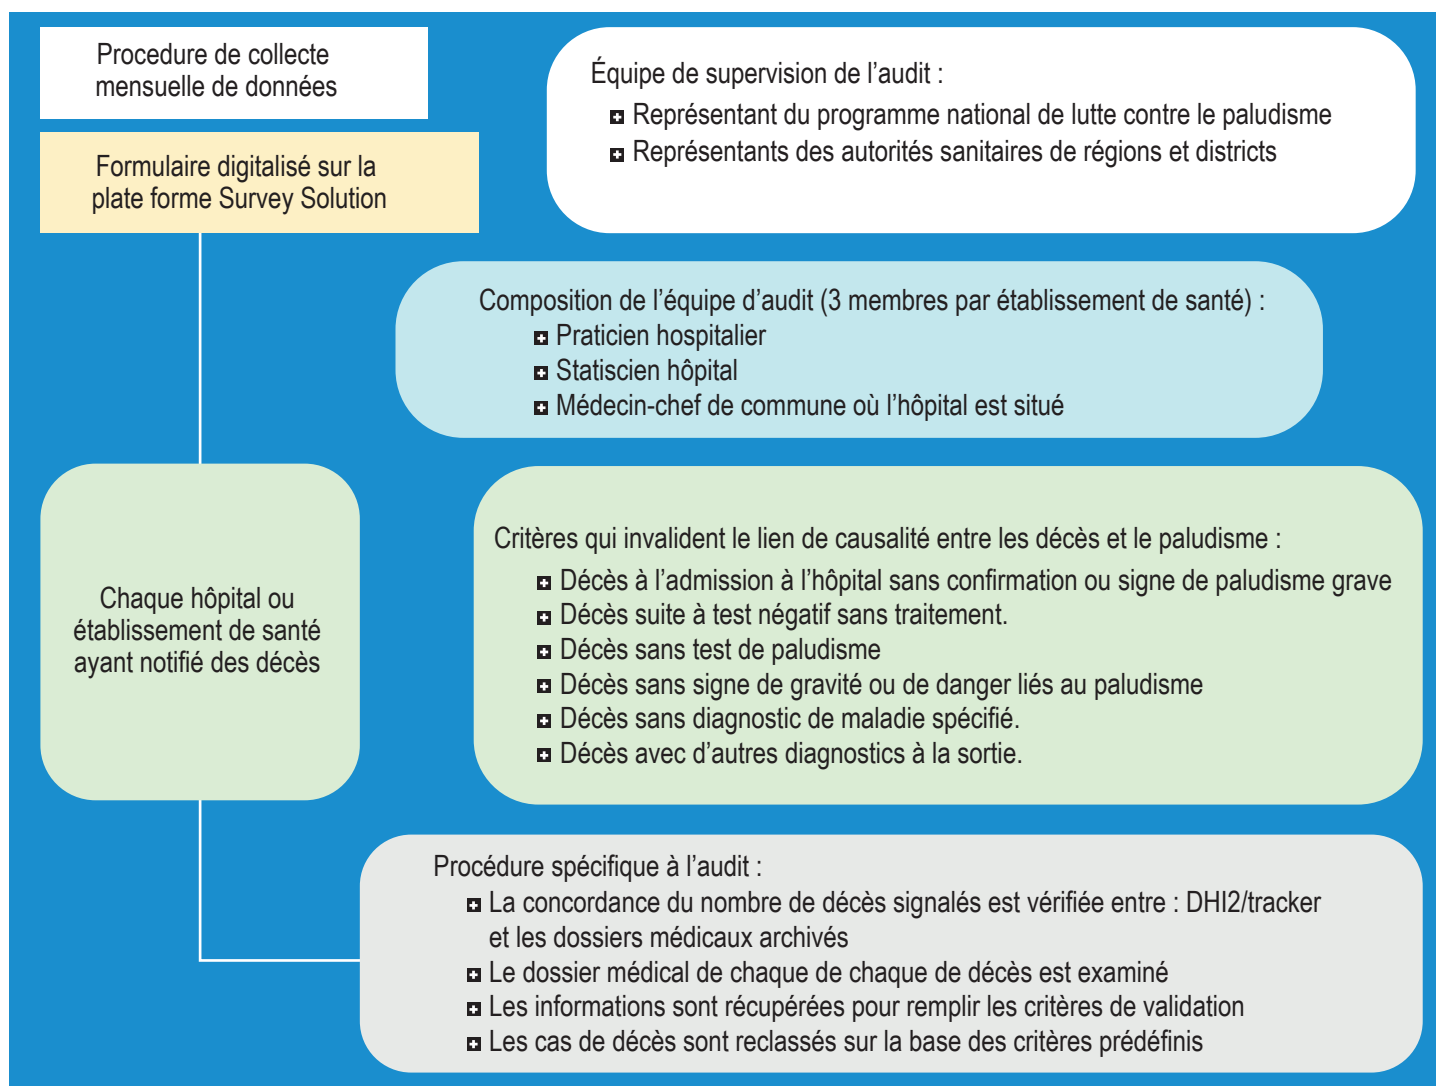 Procedure de collecte
mensuelle de données
Formulaire digitalisé sur la
plate forme Survey Solution
Équipe de supervision de l’audit :
Représentant du programme national de lutte contre le paludisme
Représentants des autorités sanitaires de régions et districts
Composition de l’équipe d’audit (3 membres par établissement de santé) :
Praticien hospitalier
Statiscien hôpital
Médecin-chef de commune où l’hôpital est situé
Chaque hôpital ou
établissement de santé
ayant notifié des décès
Critères qui invalident le lien de causalité entre les décès et le paludisme :
Décès à l’admission à l’hôpital sans confirmation ou signe de paludisme grave
Décès suite à test négatif sans traitement.
Décès sans test de paludisme
Décès sans signe de gravité ou de danger liés au paludisme
Décès sans diagnostic de maladie spécifié.
Décès avec d’autres diagnostics à la sortie.
Procédure spécifique à l’audit :
La concordance du nombre de décès signalés est vérifiée entre : DHI2/tracker
et les dossiers médicaux archivés
Le dossier médical de chaque de chaque de décès est examiné
Les informations sont récupérées pour remplir les critères de validation
Les cas de décès sont reclassés sur la base des critères prédéfinis